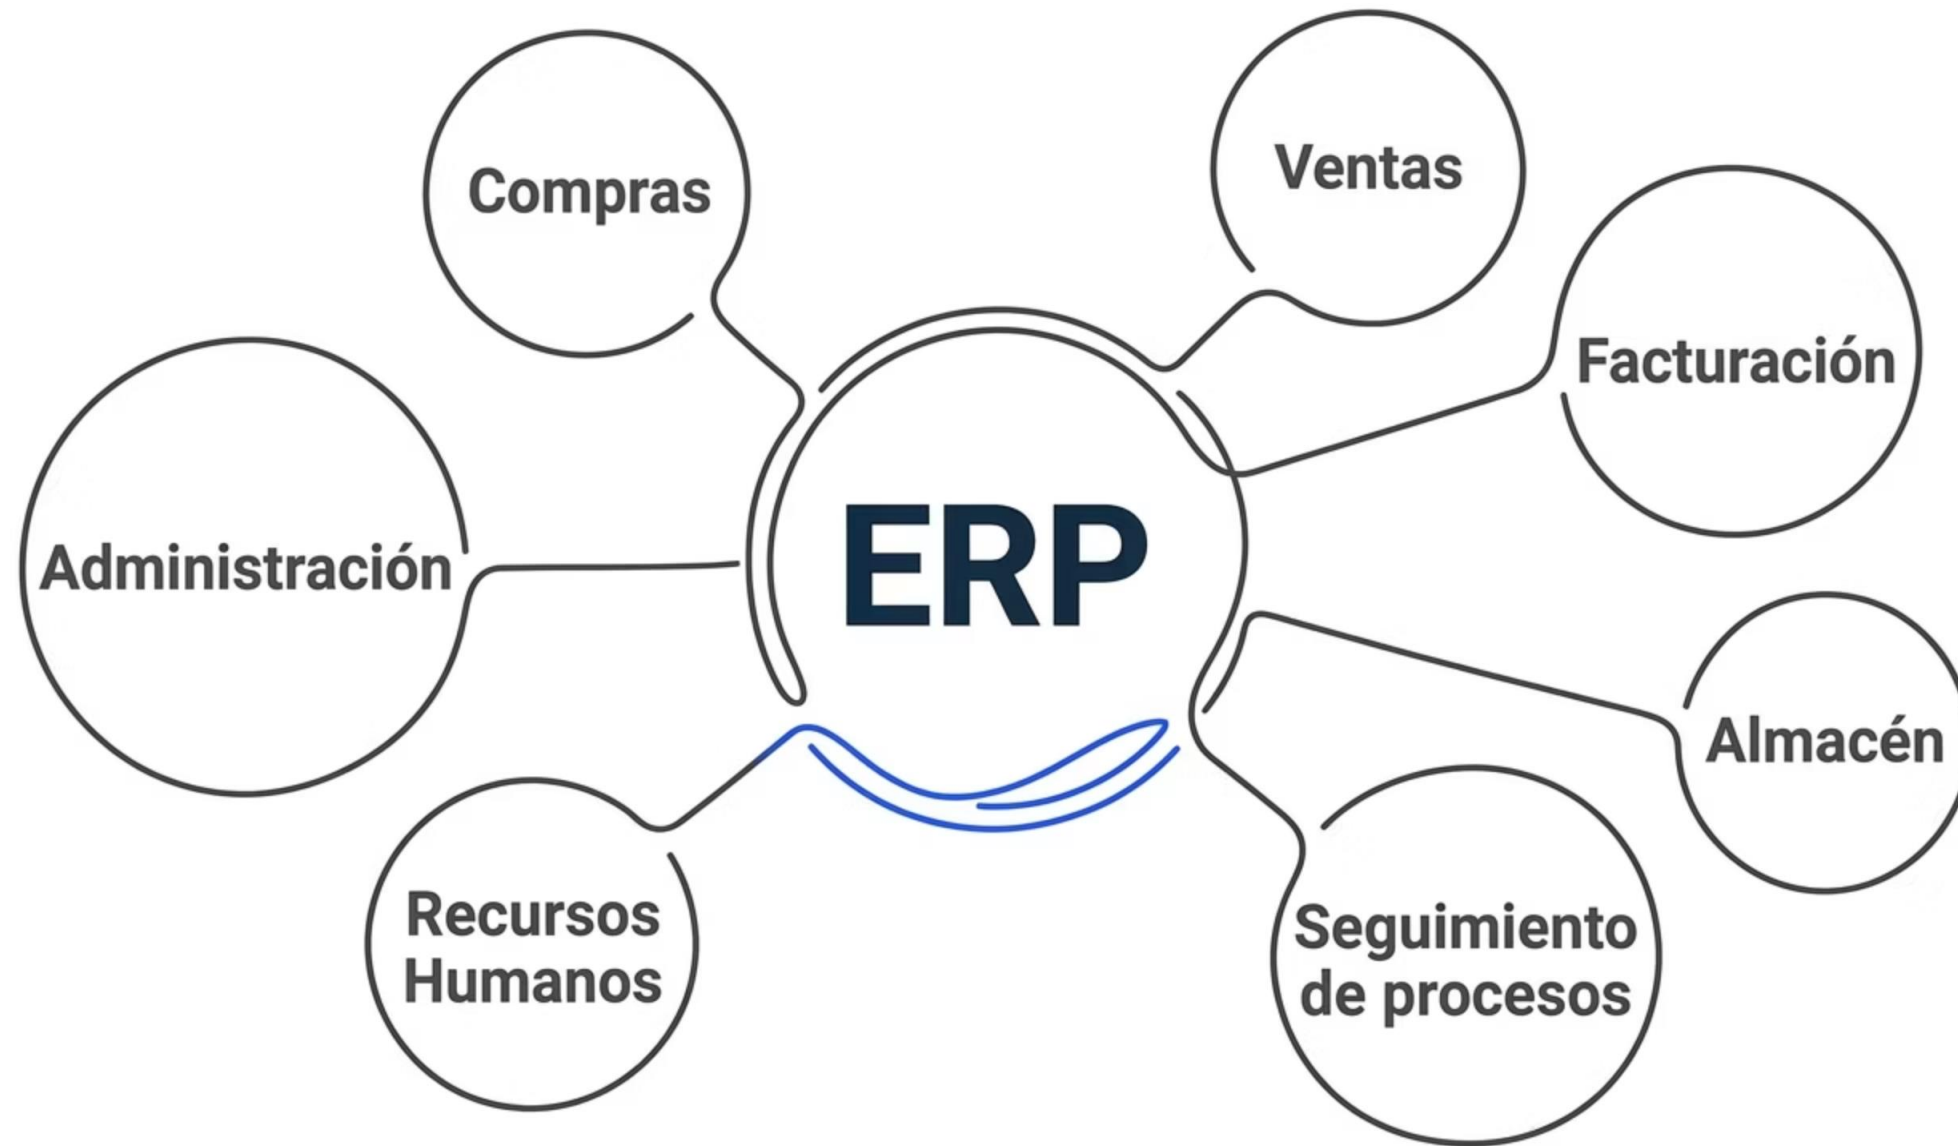 Compras
Ventas
Facturación
Administración
ERP
Almacén
Recursos
Humanos
Seguimiento
de procesos